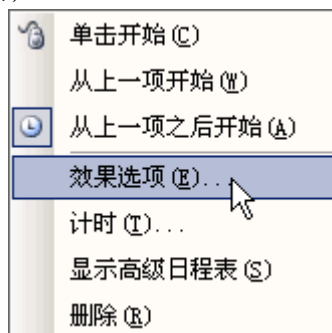 单击开始(C)
从上一项开始(W)
从上一项之后开始(A)
效果选项(E)...
计时(T)...
显示高级日程表(S)
删除(R)